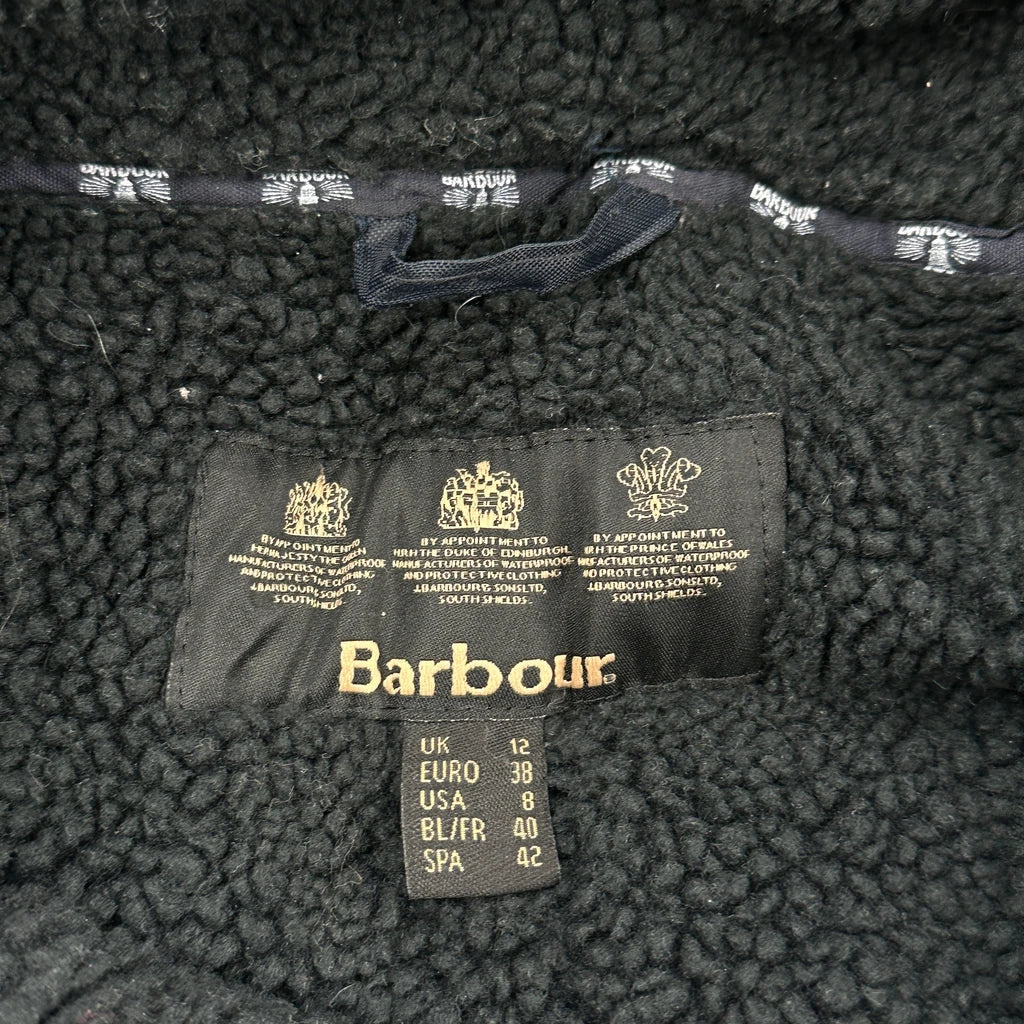 BARBOUR
BARBOUR
BARBOUR
BARBOUR
BARBOUR
BARBOUR
BY APPOINTMENT TO
HER MAJESTY THE QUEEN
MANUFACTURERS OF WATERPROOF
AND PROTECTIVE CLOTHING
J.BARBOUR & SONS LTD,
SOUTH SHIELDS.
BY APPOINTMENT TO
H.R.H THE DUKE OF EDINBURGH
MANUFACTURERS OF WATERPROOF
AND PROTECTIVE CLOTHING
J.BARBOUR & SONS LTD,
SOUTH SHIELDS.
BY APPOINTMENT TO
H.R.H THE PRINCE OF WALES
MANUFACTURERS OF WATERPROOF
AND PROTECTIVE CLOTHING
J.BARBOUR & SONS LTD,
SOUTH SHIELDS.
Barbour.
UK 12
EURO 38
USA 8
BL/FR 40
SPA 42